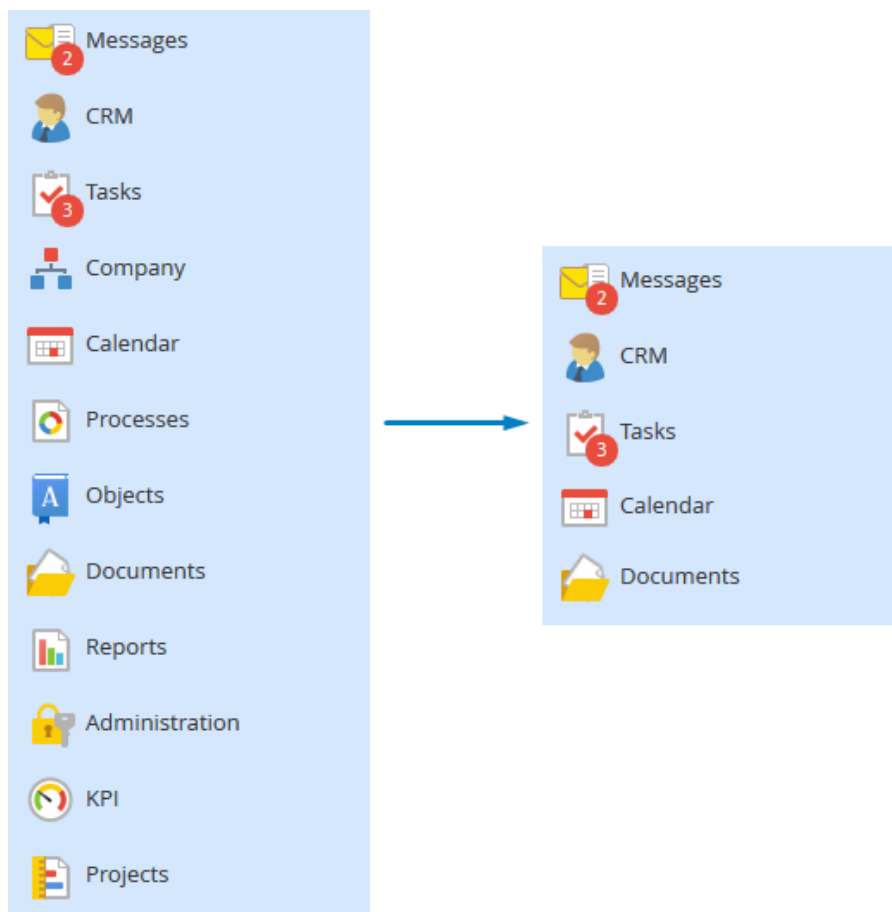 Messages
2
CRM
Tasks
3
Company
Calendar
Processes
A Objects
Documents
Reports
Administration
KPI
Projects
Messages
2
CRM
Tasks
3
Calendar
Documents